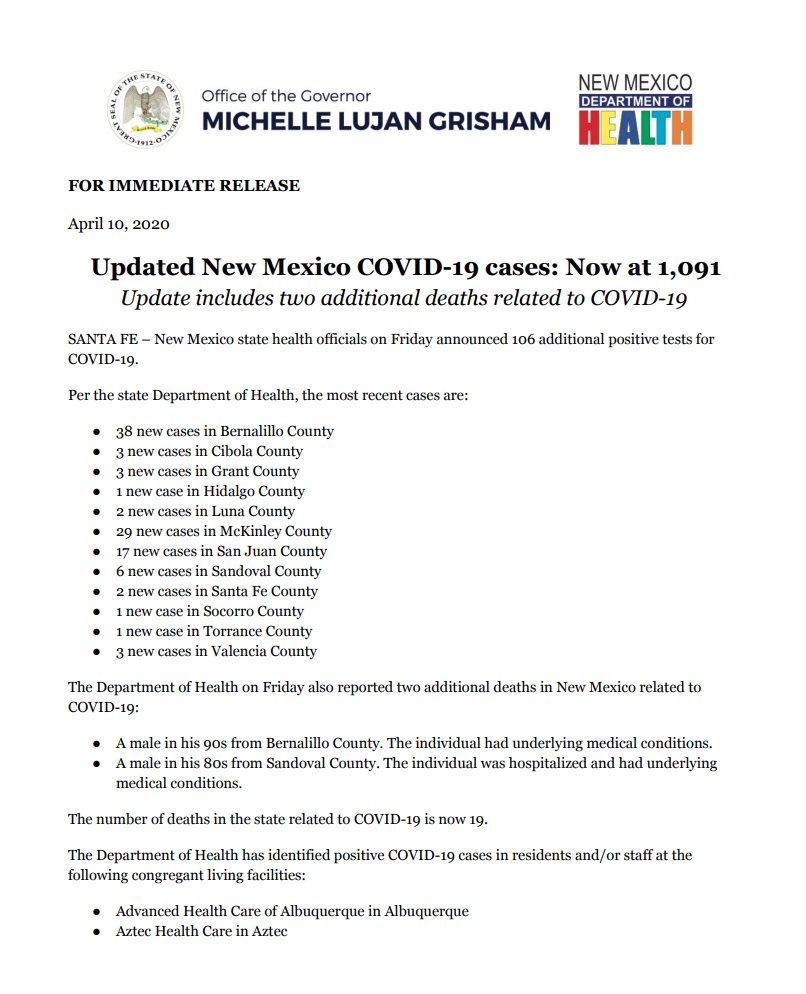 GREAT SEAL OF THE STATE OF NEW MEXICO
•1912•
Office of the Governor
MICHELLE LUJAN GRISHAM
NEW MEXICO
DEPARTMENT OF
HEALTH
FOR IMMEDIATE RELEASE
April 10, 2020
Updated New Mexico COVID-19 cases: Now at 1,091
Update includes two additional deaths related to COVID-19
SANTA FE – New Mexico state health officials on Friday announced 106 additional positive tests for
COVID-19.
Per the state Department of Health, the most recent cases are:
● 38 new cases in Bernalillo County
● 3 new cases in Cibola County
● 3 new cases in Grant County
● 1 new case in Hidalgo County
● 2 new cases in Luna County
● 29 new cases in McKinley County
● 17 new cases in San Juan County
● 6 new cases in Sandoval County
● 2 new cases in Santa Fe County
● 1 new case in Socorro County
● 1 new case in Torrance County
● 3 new cases in Valencia County
The Department of Health on Friday also reported two additional deaths in New Mexico related to
COVID-19:
● A male in his 90s from Bernalillo County. The individual had underlying medical conditions.
● A male in his 80s from Sandoval County. The individual was hospitalized and had underlying
medical conditions.
The number of deaths in the state related to COVID-19 is now 19.
The Department of Health has identified positive COVID-19 cases in residents and/or staff at the
following congregant living facilities:
● Advanced Health Care of Albuquerque in Albuquerque
● Aztec Health Care in Aztec